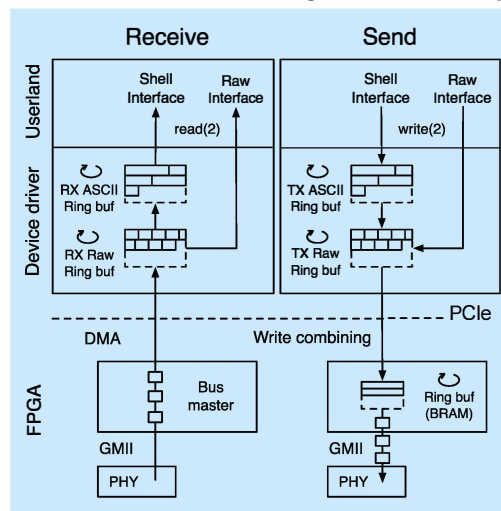 Receive
Send
Userland
Shell
Interface
Raw
Interface
read(2)
Shell
Interface
Raw
Interface
write(2)
Device driver
RX ASCII
Ring buf
RX Raw
Ring buf
TX ASCII
Ring buf
TX Raw
Ring buf
PCIe
DMA
Write combining
FPGA
Bus
master
Ring buf
(BRAM)
GMII
GMII
PHY
PHY